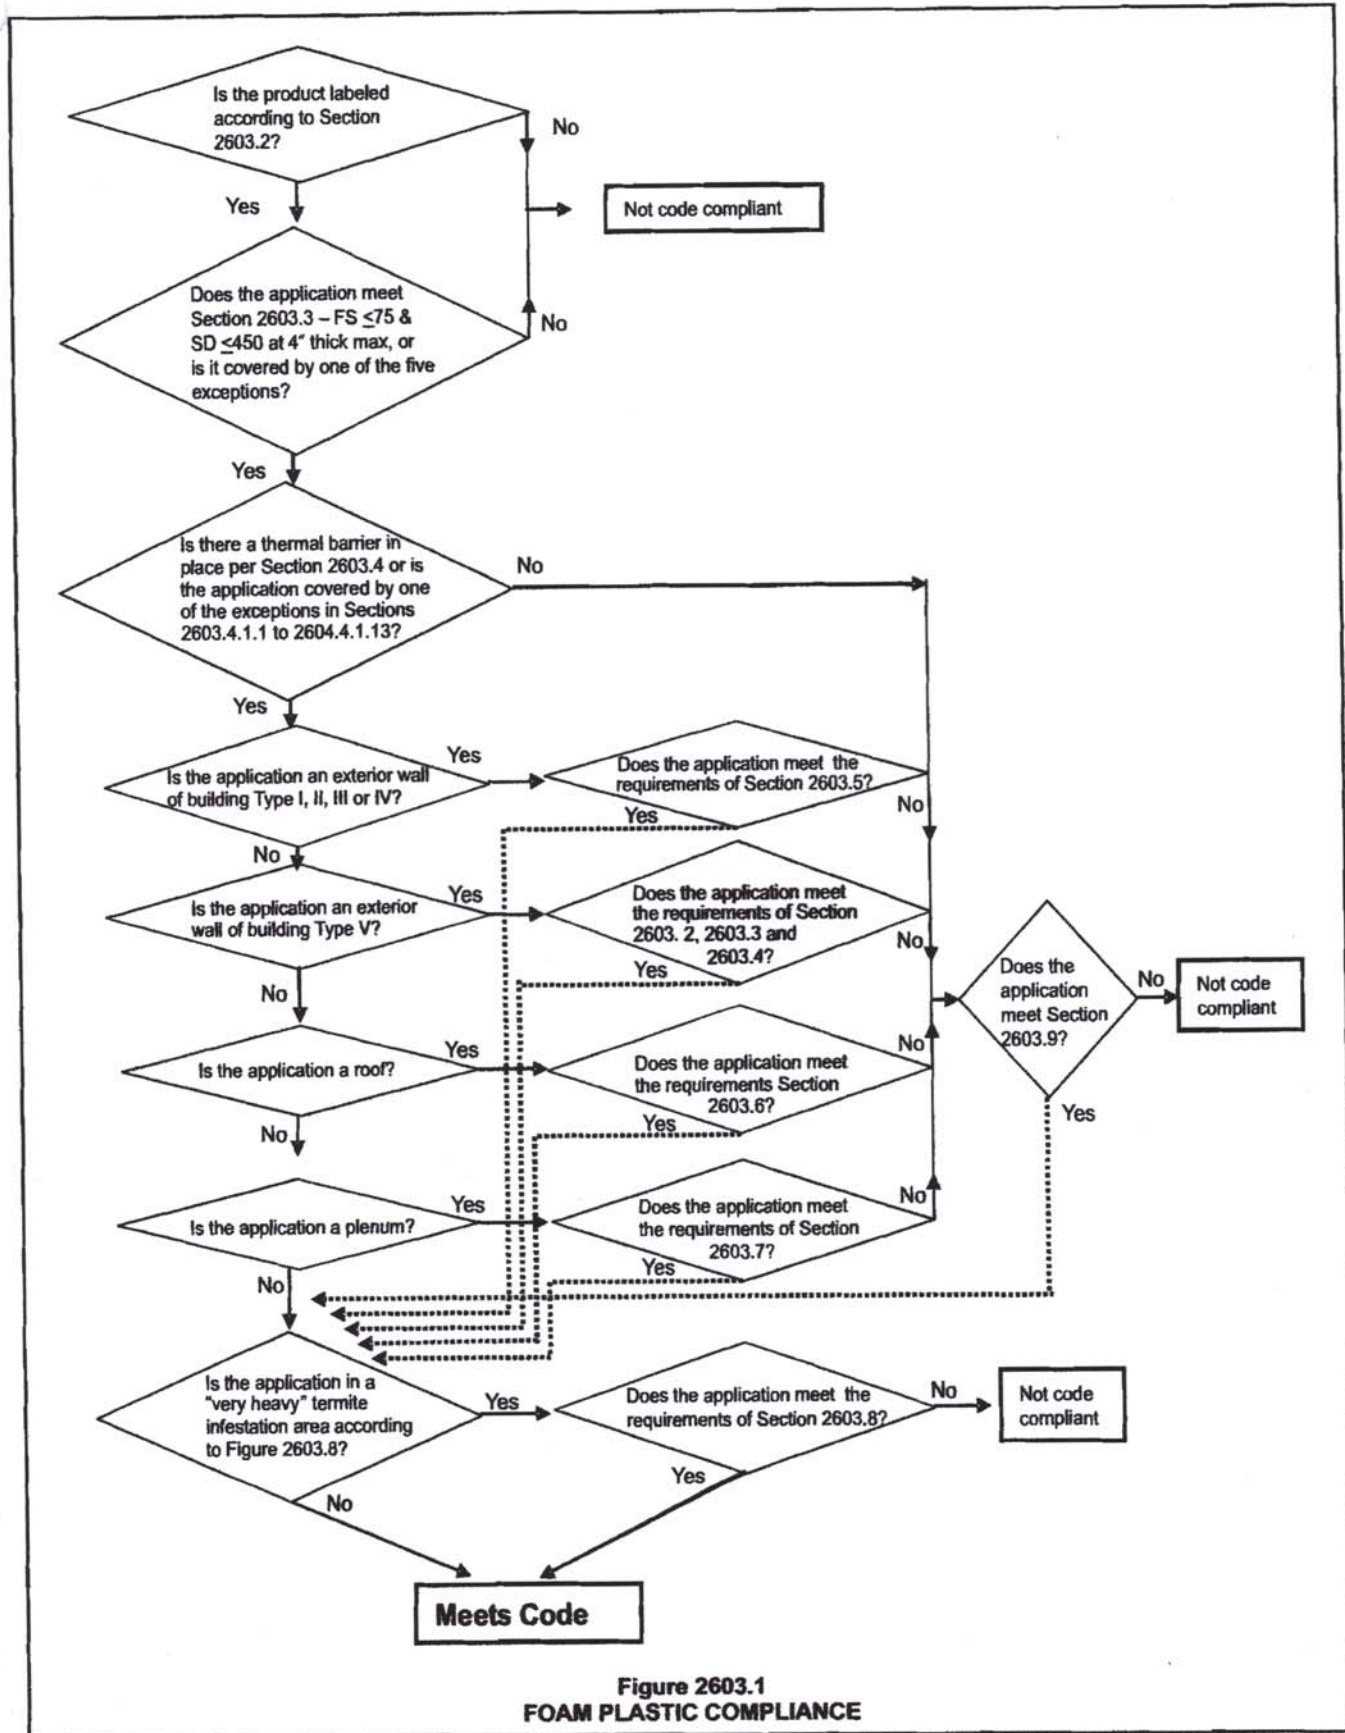 Is the product labeled
according to Section
2603.2?
No
Yes
Not code compliant
Does the application meet
Section 2603.3 – FS ≤75 &
SD ≤450 at 4″ thick max, or
is it covered by one of the five
exceptions?
No
Yes
Is there a thermal barrier in
place per Section 2603.4 or is
the application covered by one
of the exceptions in Sections
2603.4.1.1 to 2604.4.1.13?
No
Yes
Is the application an exterior wall
of building Type I, II, III or IV?
Yes
Does the application meet the
requirements of Section 2603.5?
No
Yes
No
Is the application an exterior
wall of building Type V?
Yes
Does the application meet
the requirements of Section
2603. 2, 2603.3 and
2603.4?
No
Yes
No
Does the
application
meet Section
2603.9?
No
Not code
compliant
Yes
Is the application a roof?
Yes
Does the application meet
the requirements Section
2603.6?
No
Yes
No
Is the application a plenum?
Yes
Does the application meet
the requirements of Section
2603.7?
No
Yes
No
Is the application in a
"very heavy" termite
infestation area according
to Figure 2603.8?
Yes
Does the application meet the
requirements of Section 2603.8?
No
Not code
compliant
Yes
No
Meets Code
Figure 2603.1
FOAM PLASTIC COMPLIANCE